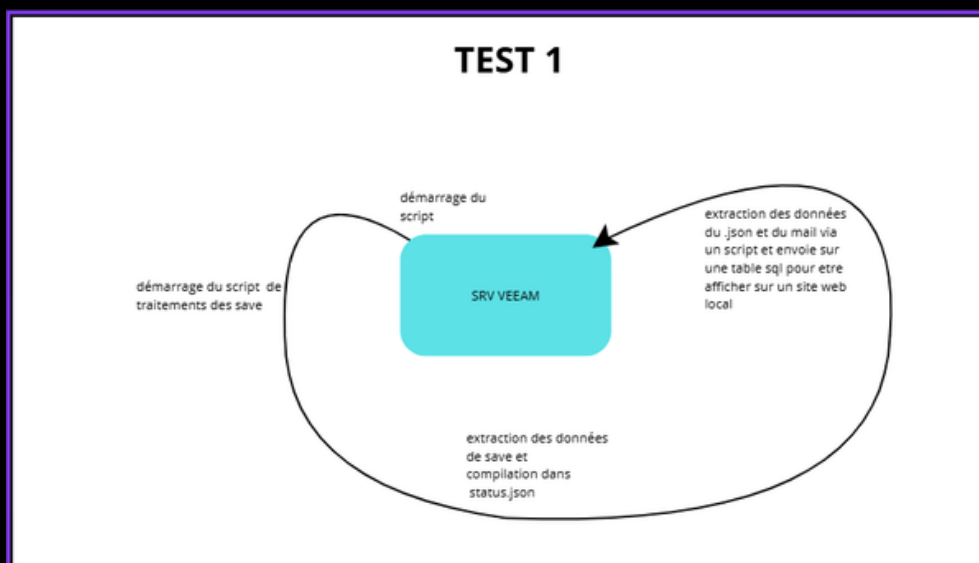 TEST 1
démarrage du
script
extraction des données
du .json et du mail via
un script et envoie sur
une table sql pour etre
afficher sur un site web
local
démarrage du script de
traitements des save
SRV VEEAM
extraction des données
de save et
compilation dans
status.json